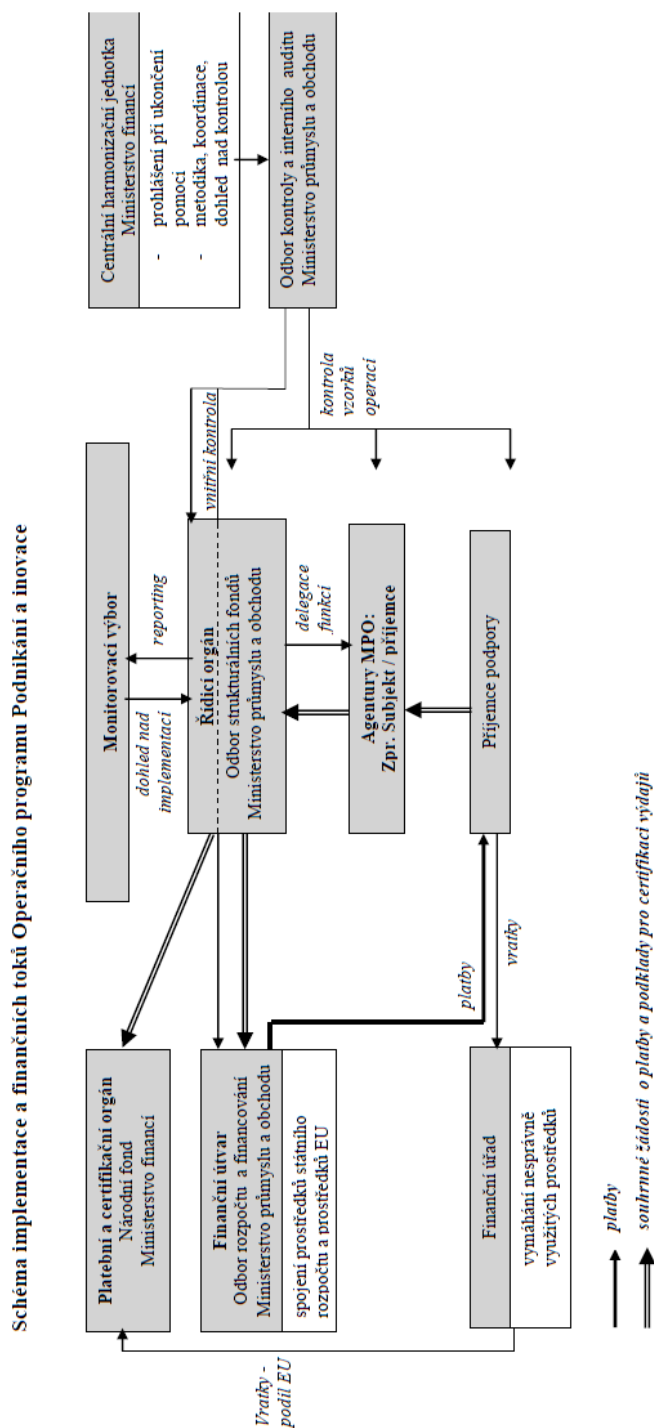 Schéma implementace a finančních toků Operačního programu Podnikání a inovace
Platební a certifikační orgán
Národní fond
Ministerstvo financí
Monitorovací výbor
Centrální harmonizační jednotka
Ministerstvo financí
- prohlášení při ukončení
pomoci
- metodika, koordinace,
dohled nad kontrolou
dohled nad
implementací
reporting
Finanční útvar
Odbor rozpočtu a financování
Ministerstvo průmyslu a obchodu
spojení prostředků státního
rozpočtu a prostředků EU
Řídicí orgán
Odbor strukturálních fondů
Ministerstvo průmyslu a obchodu
vnitřní kontrola
Odbor kontroly a interního auditu
Ministerstvo průmyslu a obchodu
delegace
funkcí
kontrola
vzorků
operací
Agentury MPO:
Zpr. Subjekt / příjemce
Vratky -
podíl EU
platby
vratky
Finanční úřad
vymáhání nesprávně
využitých prostředků
Příjemce podpory
platby
souhrnné žádosti o platby a podklady pro certifikaci výdajů